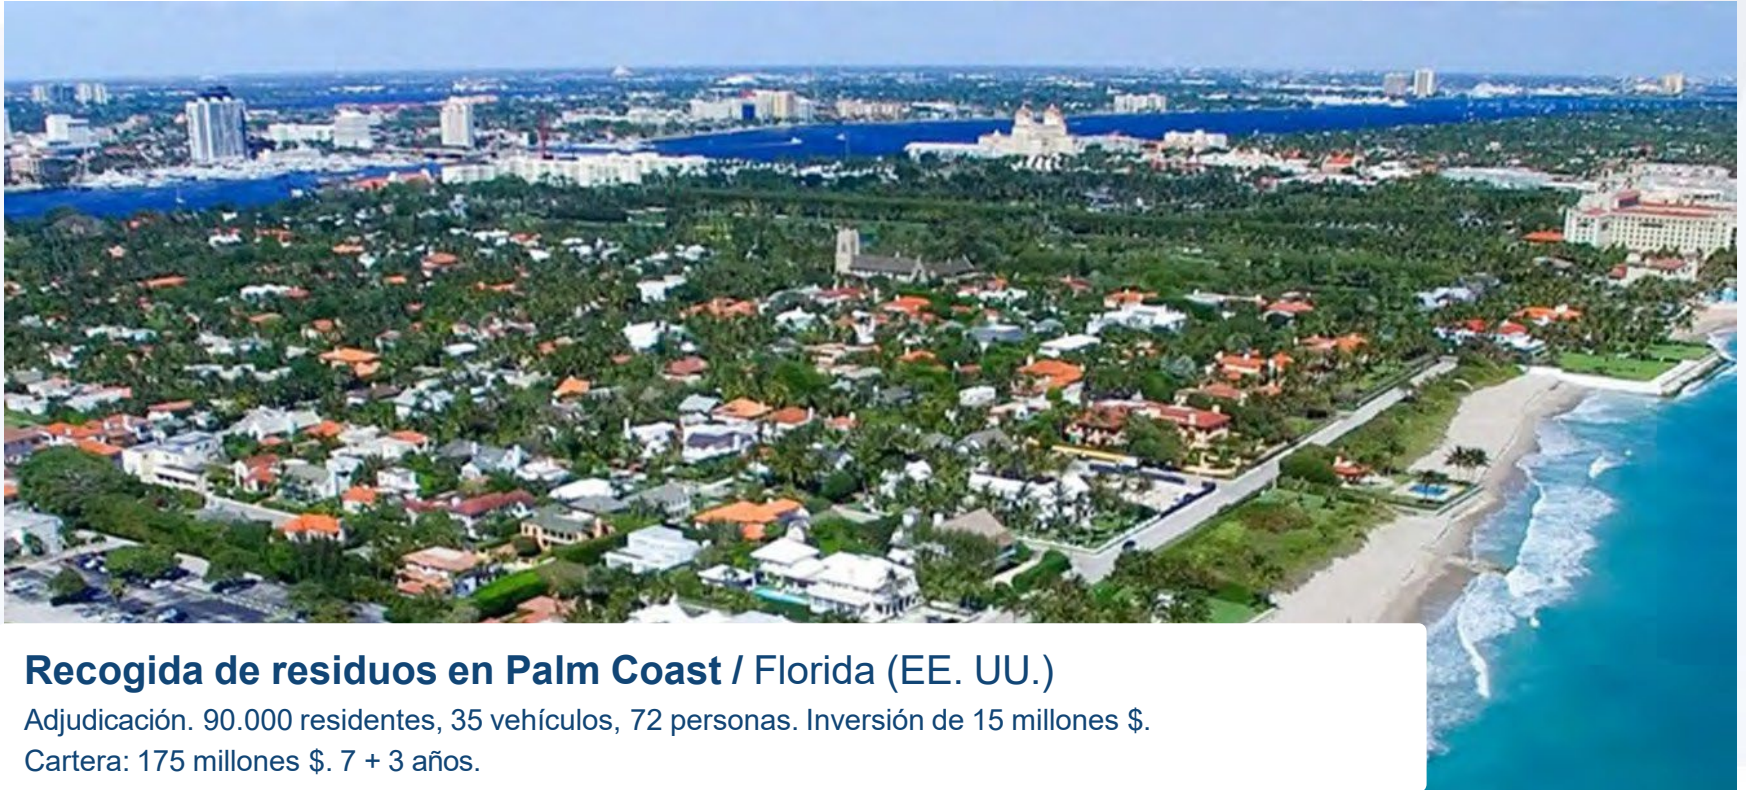 Recogida de residuos en Palm Coast / Florida (EE. UU.)
Adjudicación. 90.000 residentes, 35 vehículos, 72 personas. Inversión de 15 millones $.
Cartera: 175 millones $. 7 + 3 años.